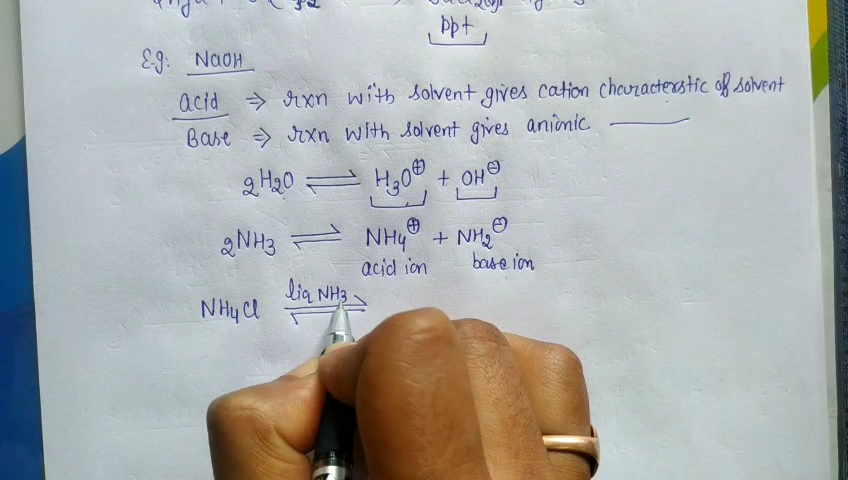 ppt
Eg: NaOH
acid ⇒ rxn with solvent gives cation characterstic of solvent
Base ⇒ rxn with solvent gives anionic ———
2H2O ⇌ H3O⊕ + OH⊖
2NH3 ⇌ NH4⊕ + NH2⊖
acid ion base ion
NH4Cl ⇌ liq NH3